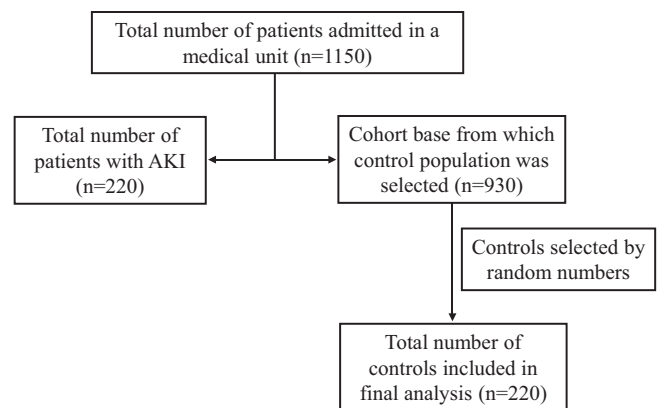 Total number of patients admitted in a
medical unit (n=1150)
Total number of
patients with AKI
(n=220)
Cohort base from which
control population was
selected (n=930)
Controls selected by
random numbers
Total number of
controls included in
final analysis (n=220)